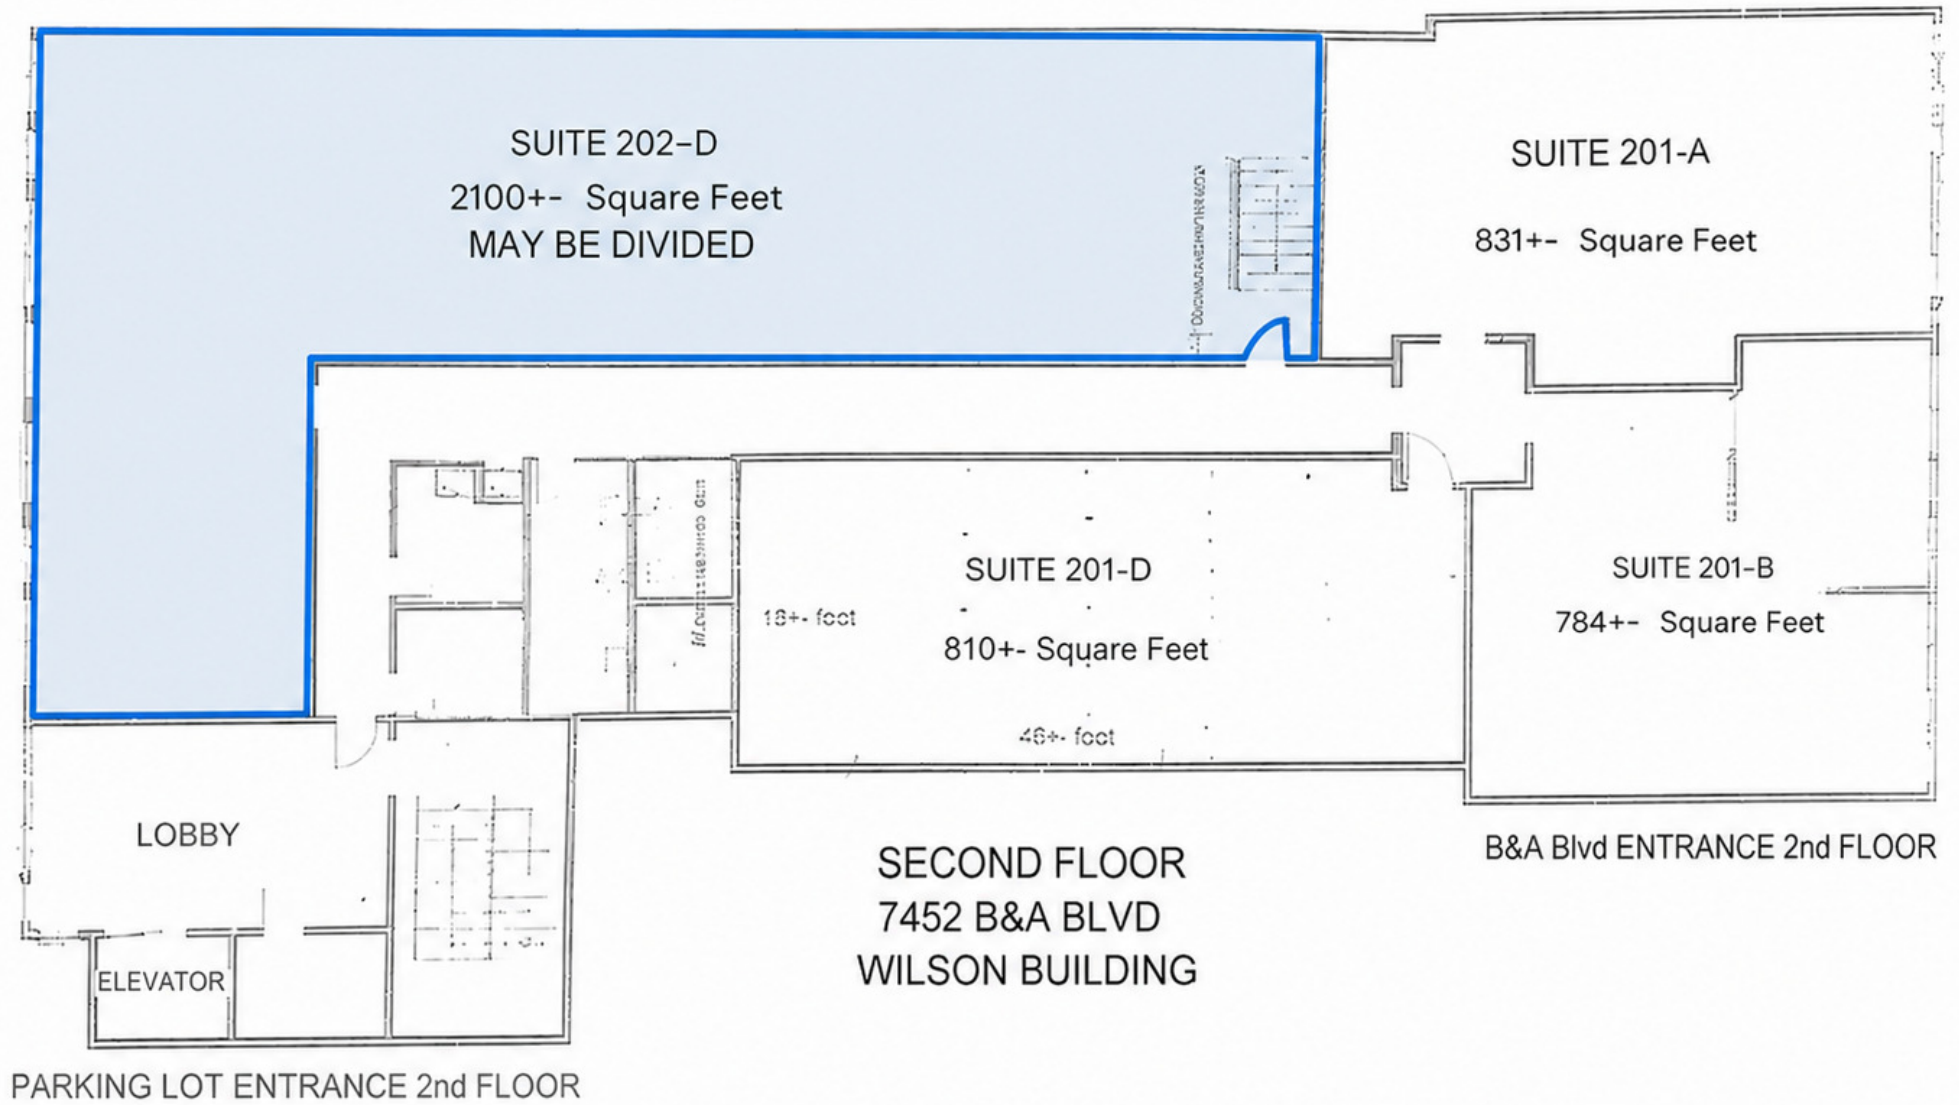 SUITE 202-D
2100+- Square Feet
MAY BE DIVIDED
SUITE 201-A
831+- Square Feet
SUITE 201-D
18+- foot
810+- Square Feet
46+- foot
SUITE 201-B
784+- Square Feet
LOBBY
ELEVATOR
SECOND FLOOR
7452 B&A BLVD
WILSON BUILDING
B&A Blvd ENTRANCE 2nd FLOOR
PARKING LOT ENTRANCE 2nd FLOOR